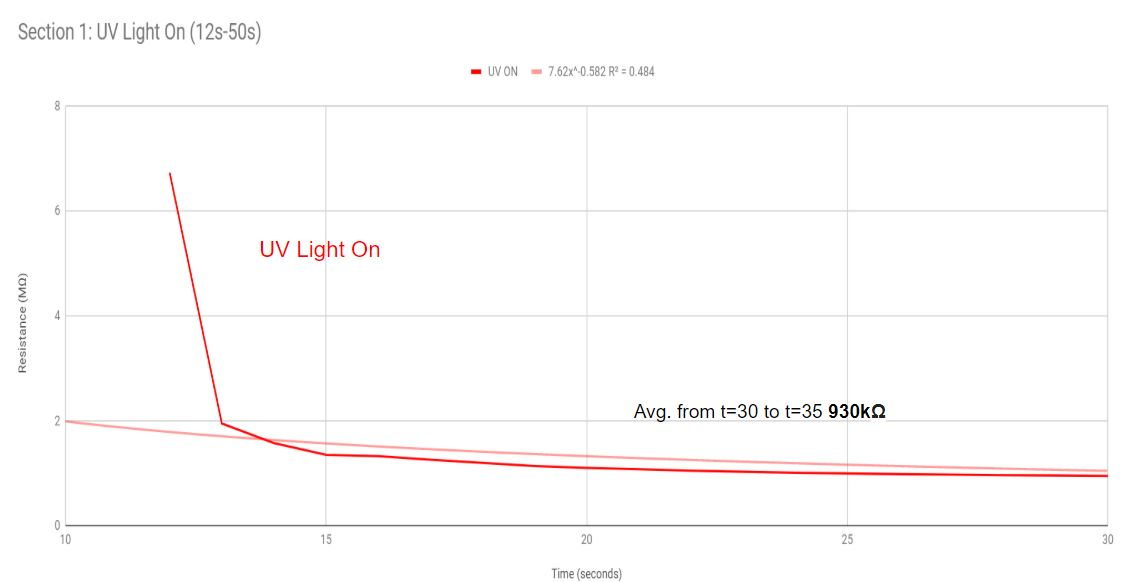 Section 1: UV Light On (12s-50s)
UV ON 7.62x^-0.582 R² = 0.484
8
6
4
2
0
Resistance (MΩ)
UV Light On
Avg. from t=30 to t=35 930kΩ
10 15 20 25 30
Time (seconds)